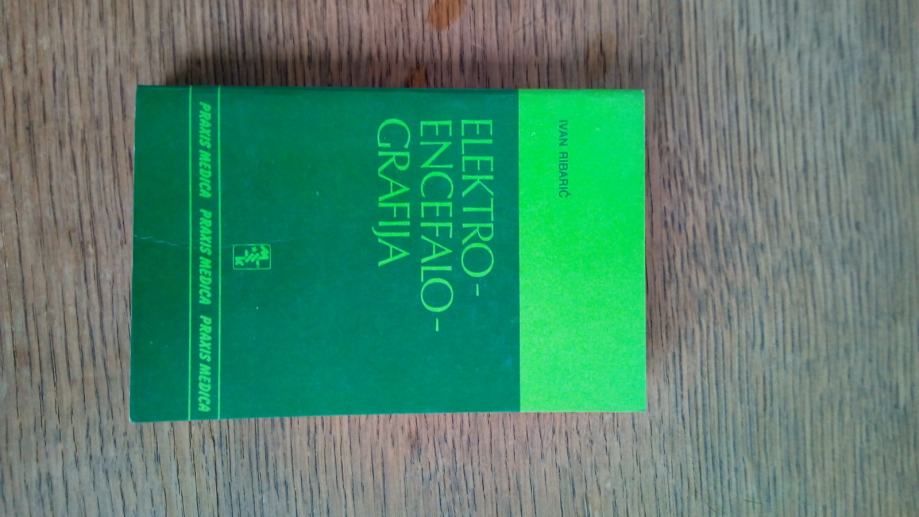 IVAN RIBARIĆ
ELEKTRO-
ENCEFALO-
GRAFIJA
PRAXIS MEDICA PRAXIS MEDICA PRAXIS MEDICA